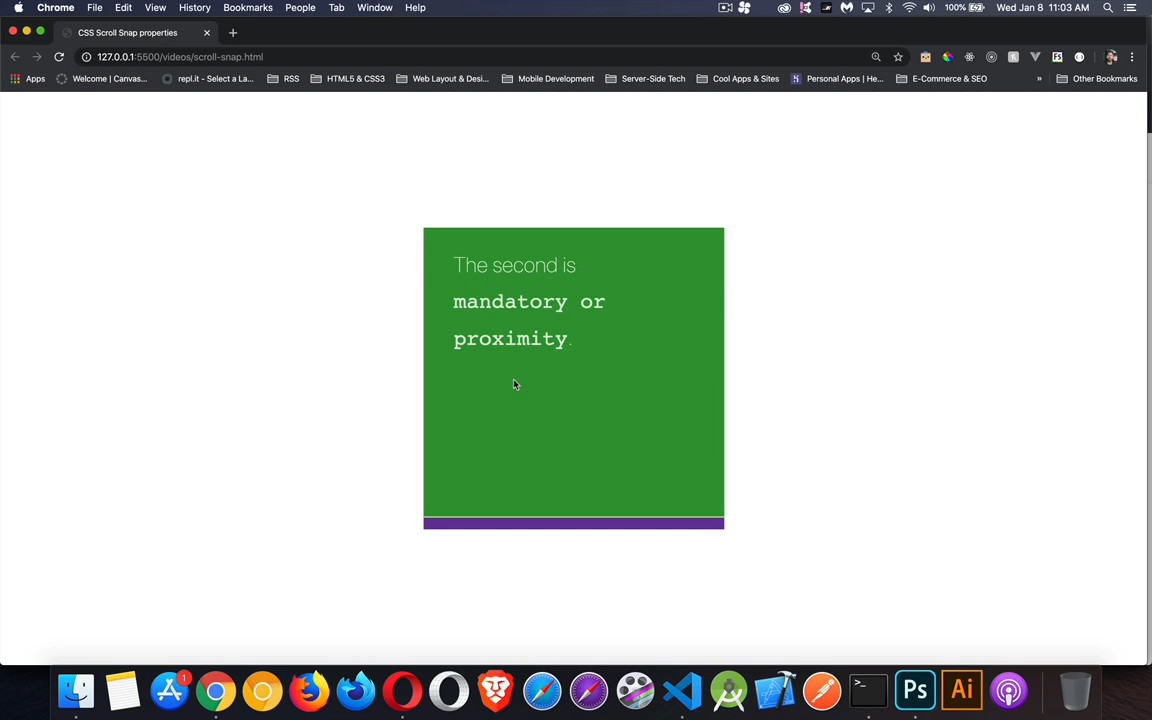 Chrome File Edit View History Bookmarks People Tab Window Help 100% Wed Jan 8 11:03 AM
CSS Scroll Snap properties
127.0.0.1:5500/videos/scroll-snap.html
Apps Welcome | Canvas... repl.it - Select a La... RSS HTML5 & CSS3 Web Layout & Desi... Mobile Development Server-Side Tech Cool Apps & Sites Personal Apps | He... E-Commerce & SEO » Other Bookmarks
The second is
mandatory or
proximity.
1
>_ Ps Ai